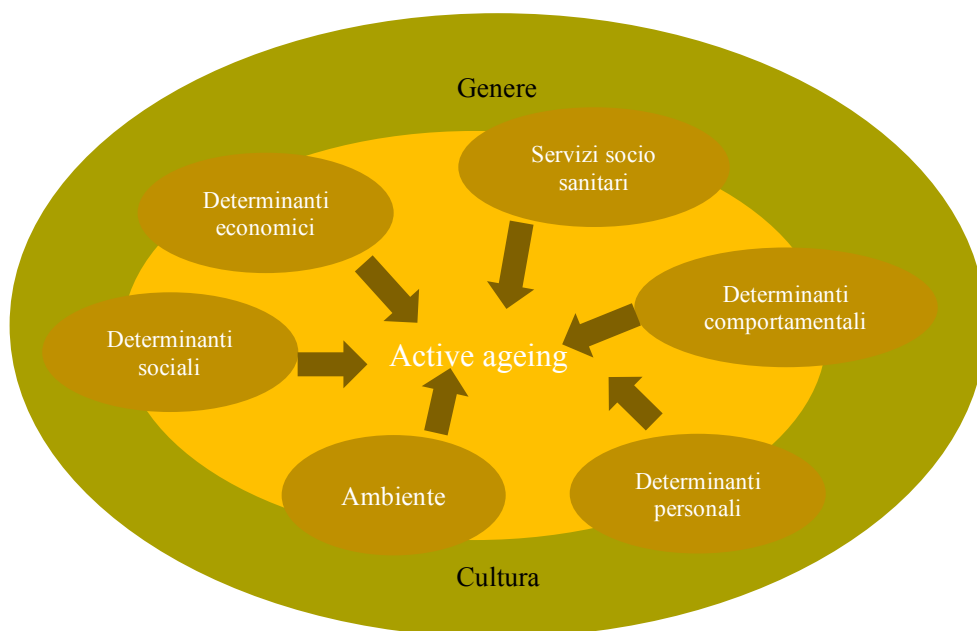 Genere
Servizi socio
sanitari
Determinanti
economici
Determinanti
comportamentali
Determinanti
sociali
Active ageing
Ambiente
Determinanti
personali
Cultura